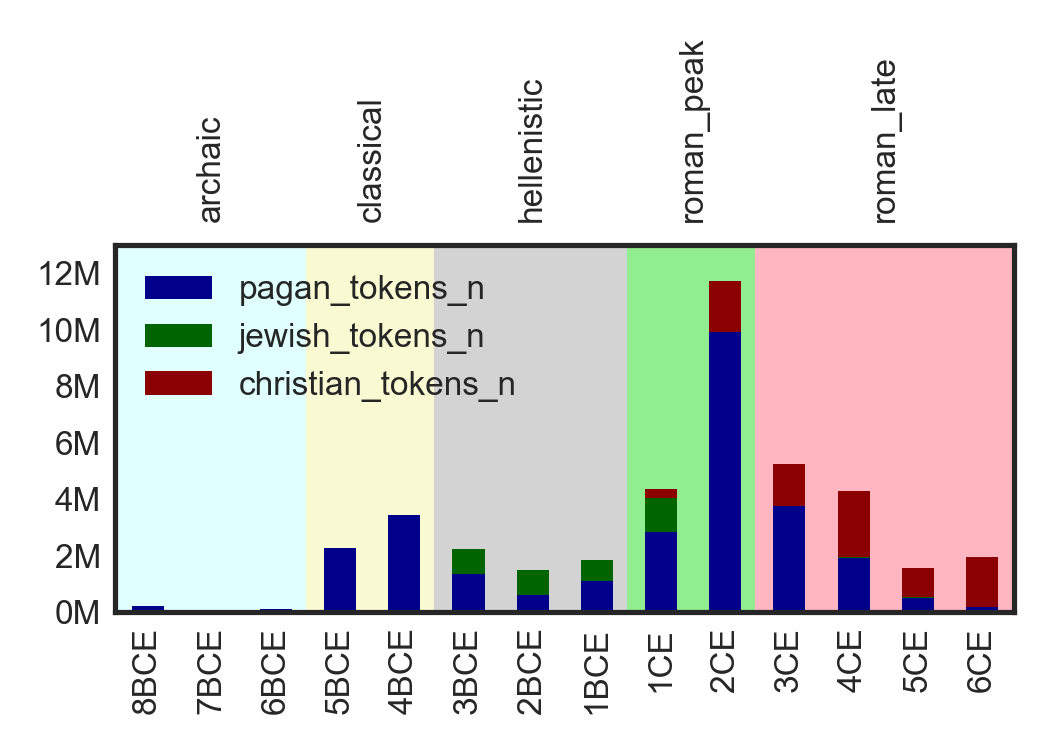 archaic
classical
hellenistic
roman_peak
roman_late
12M
10M
8M
6M
4M
2M
0M
pagan_tokens_n
jewish_tokens_n
christian_tokens_n
8BCE
7BCE
6BCE
5BCE
4BCE
3BCE
2BCE
1BCE
1CE
2CE
3CE
4CE
5CE
6CE